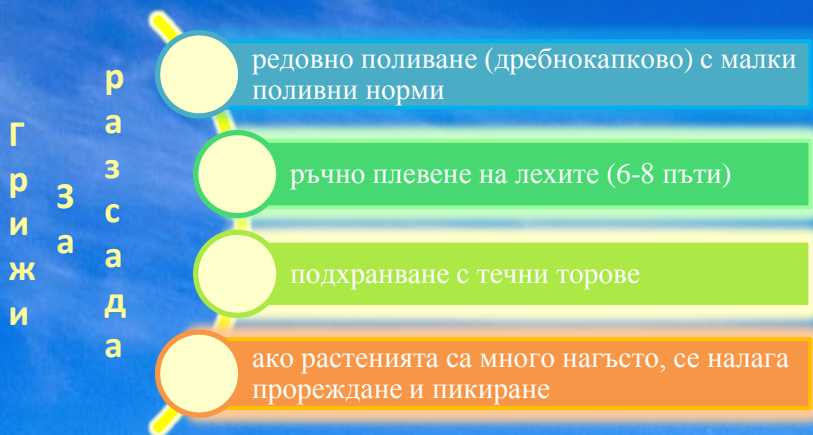 Грижи
За
разсада
редовно поливане (дребнокапково) с малки
поливни норми
ръчно плевене на лехите (6-8 пъти)
подхранване с течни торове
ако растенията са много нагъсто, се налага
прореждане и пикиране